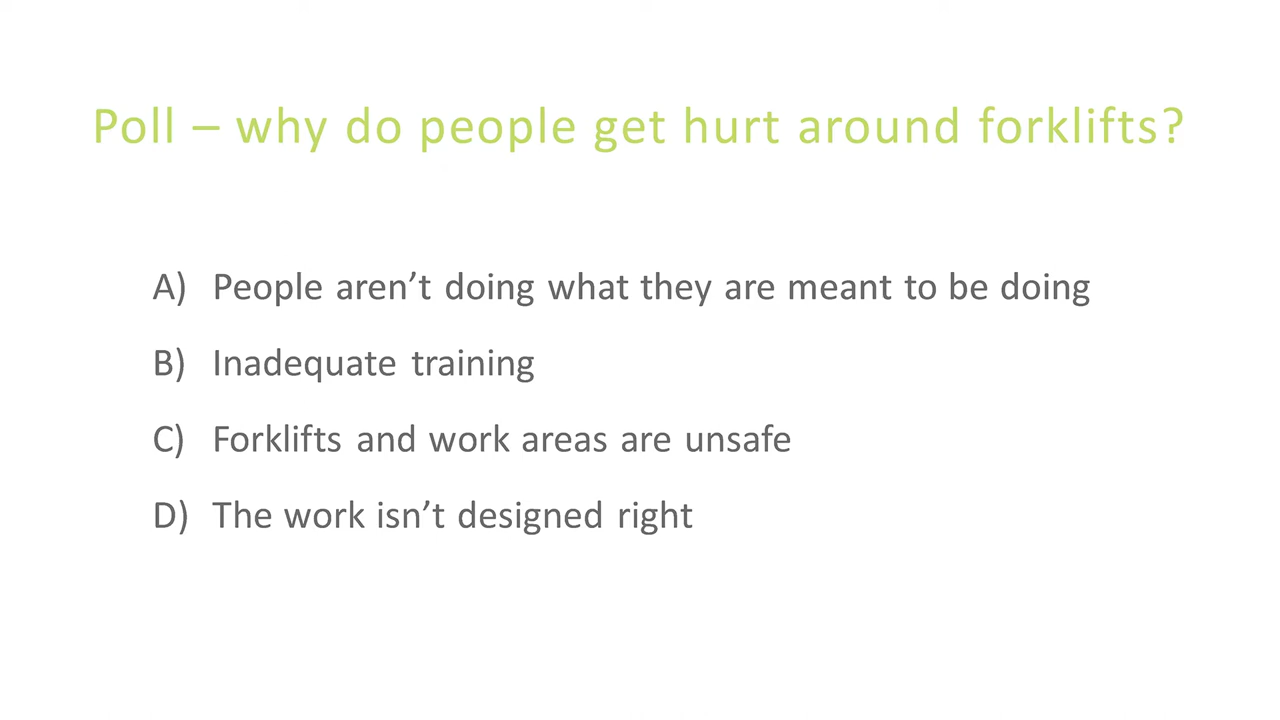 Poll – why do people get hurt around forklifts?
A) People aren’t doing what they are meant to be doing
B) Inadequate training
C) Forklifts and work areas are unsafe
D) The work isn’t designed right